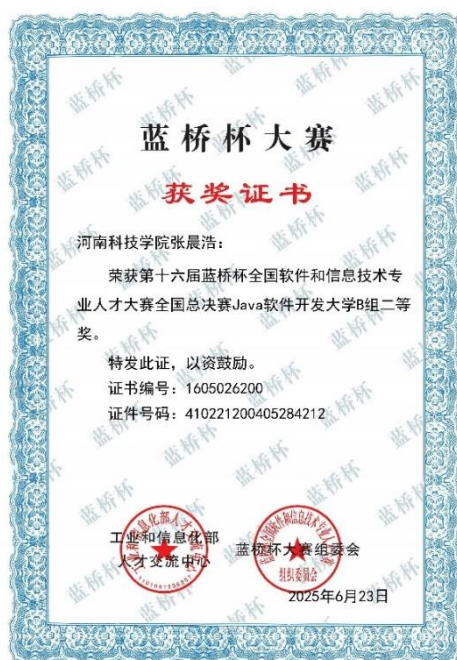 蓝桥杯大赛
获奖证书
河南科技学院张晨浩：
荣获第十六届蓝桥杯全国软件和信息技术专
业人才大赛全国总决赛Java软件开发大学B组二等
奖。
特发此证，以资鼓励。
证书编号：1605026200
证件号码：410221200405284212
工业和信息化部
人才交流中心
蓝桥杯大赛组委会
组织委员会
2025年6月23日